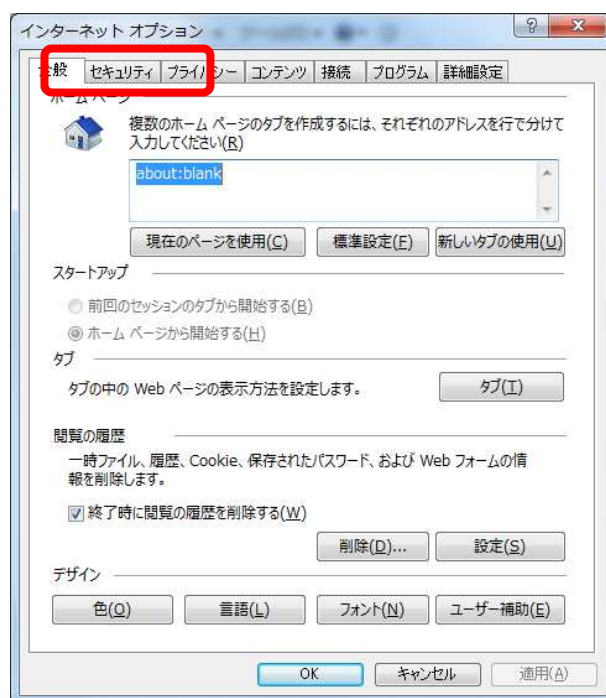 インターネット オプション
全般 セキュリティ プライバシー コンテンツ 接続 プログラム 詳細設定
ホーム ページ
複数のホーム ページのタブを作成するには、それぞれのアドレスを行で分けて
入力してください(R)
about:blank
現在のページを使用(C) 標準設定(F) 新しいタブの使用(U)
スタートアップ
前回のセッションのタブから開始する(B)
ホーム ページから開始する(H)
タブ
タブの中の Web ページの表示方法を設定します。 タブ(T)
閲覧の履歴
一時ファイル、履歴、Cookie、保存されたパスワード、および Web フォームの情
報を削除します。
終了時に閲覧の履歴を削除する(W)
削除(D)... 設定(S)
デザイン
色(O) 言語(L) フォント(N) ユーザー補助(E)
OK キャンセル 適用(A)